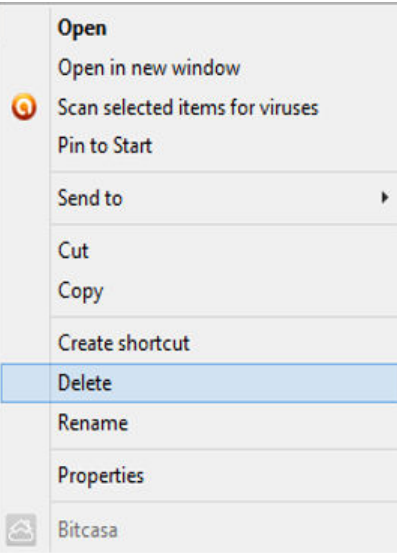 Open
Open in new window
Scan selected items for viruses
Pin to Start
Send to
Cut
Copy
Create shortcut
Delete
Rename
Properties
Bitcasa